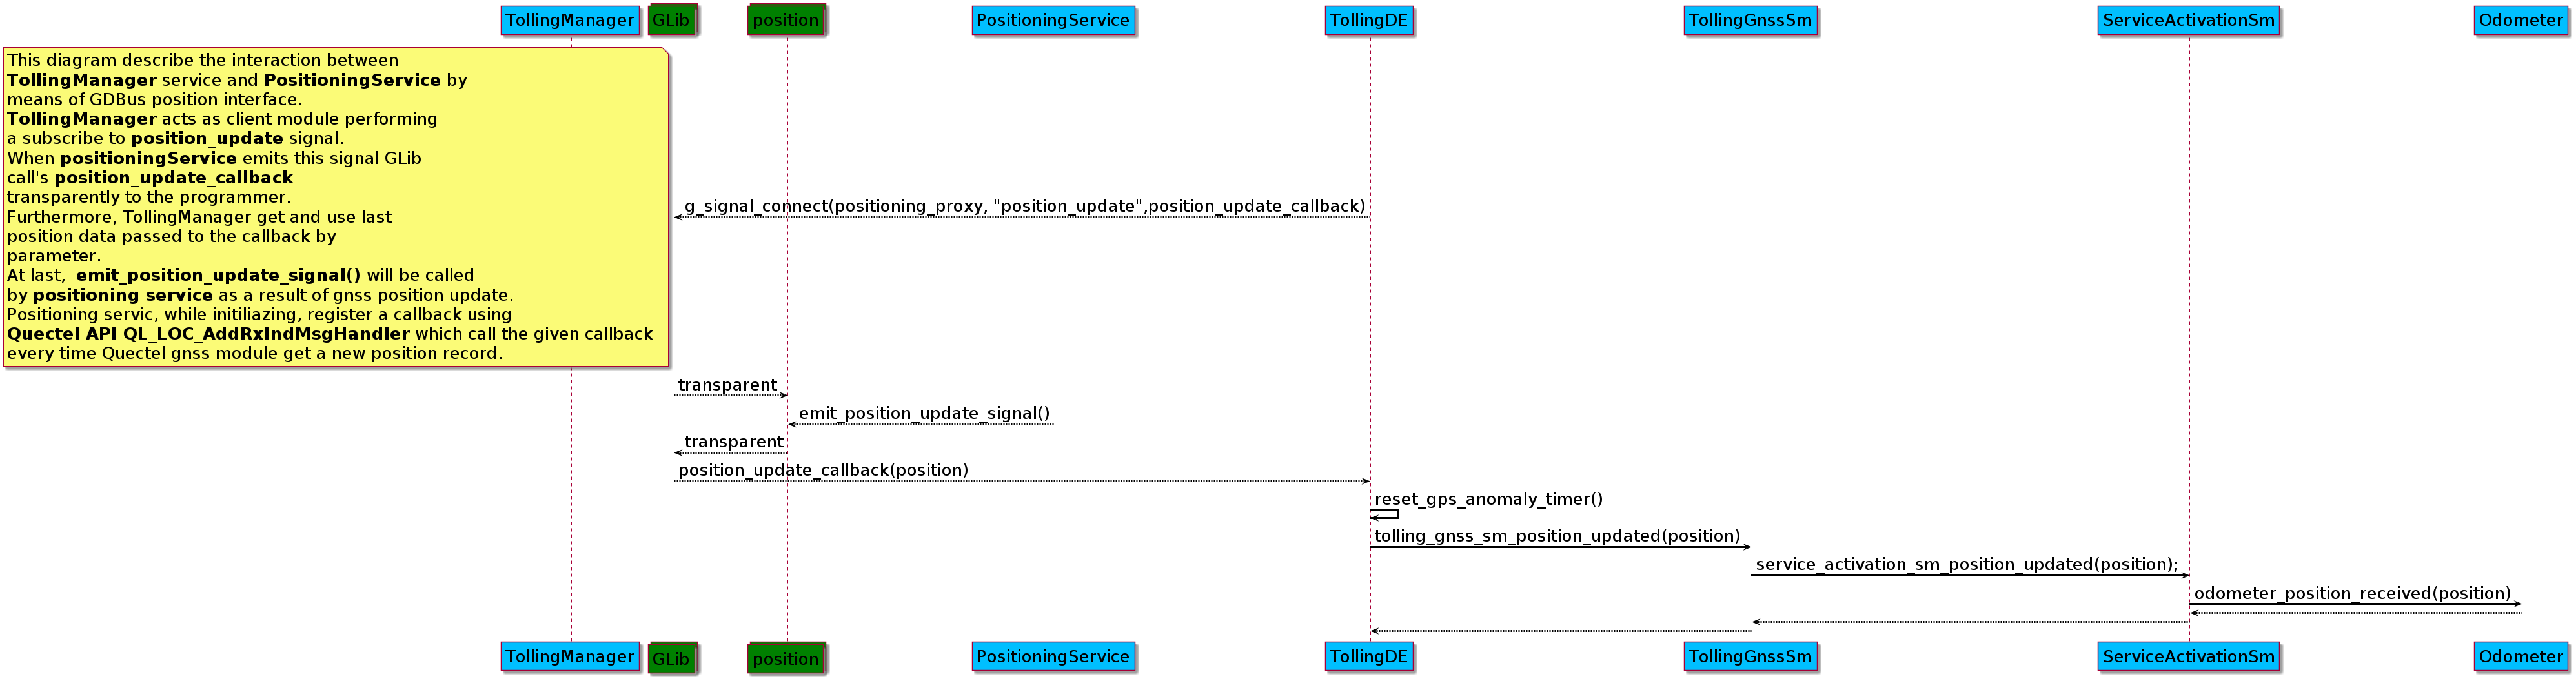 TollingManager
GLib
position
PositioningService
TollingDE
TollingGnssSm
ServiceActivationSm
Odometer
This diagram describe the interaction between
TollingManager service and PositioningService by
means of GDBus position interface.
TollingManager acts as client module performing
a subscribe to position_update signal.
When positioningService emits this signal GLib
call's position_update_callback
transparently to the programmer.
Furthermore, TollingManager get and use last
position data passed to the callback by
parameter.
At last,  emit_position_update_signal() will be called
by positioning service as a result of gnss position update.
Positioning servic, while initiliazing, register a callback using
Quectel API QL_LOC_AddRxIndMsgHandler which call the given callback
every time Quectel gnss module get a new position record.
g_signal_connect(positioning_proxy, "position_update",position_update_callback)
transparent
emit_position_update_signal()
transparent
position_update_callback(position)
reset_gps_anomaly_timer()
tolling_gnss_sm_position_updated(position)
service_activation_sm_position_updated(position);
odometer_position_received(position)
TollingManager
GLib
position
PositioningService
TollingDE
TollingGnssSm
ServiceActivationSm
Odometer